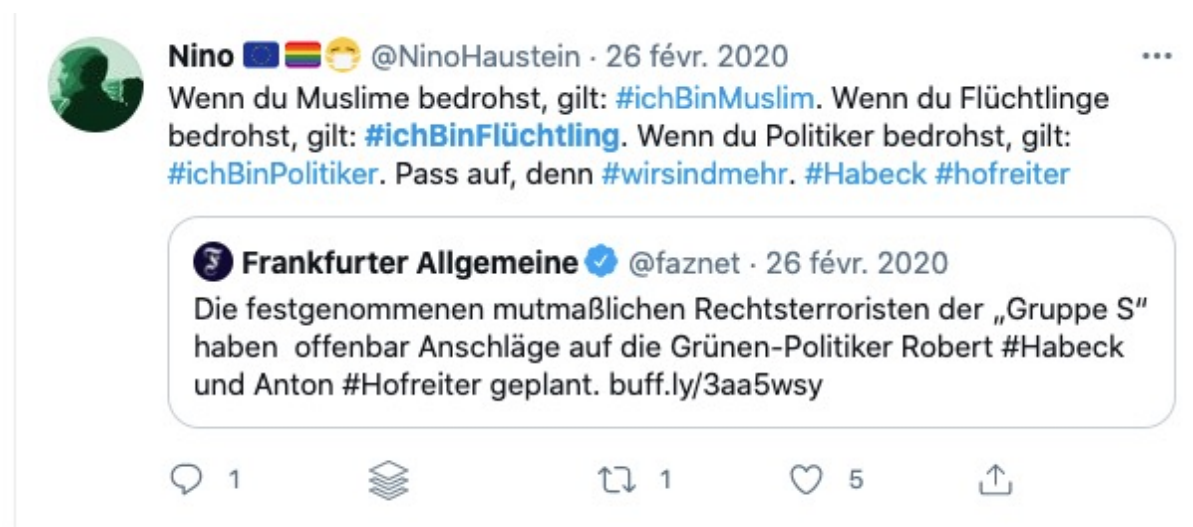 Nino 🇪🇺🏳️‍🌈😷 @NinoHaustein · 26 févr. 2020
Wenn du Muslime bedrohst, gilt: #ichBinMuslim. Wenn du Flüchtlinge
bedrohst, gilt: #ichBinFlüchtling. Wenn du Politiker bedrohst, gilt:
#ichBinPolitiker. Pass auf, denn #wirsindmehr. #Habeck #hofreiter
Frankfurter Allgemeine @faznet · 26 févr. 2020
Die festgenommenen mutmaßlichen Rechtsterroristen der „Gruppe S“
haben offenbar Anschläge auf die Grünen-Politiker Robert #Habeck
und Anton #Hofreiter geplant. buff.ly/3aa5wsy
1 1 5